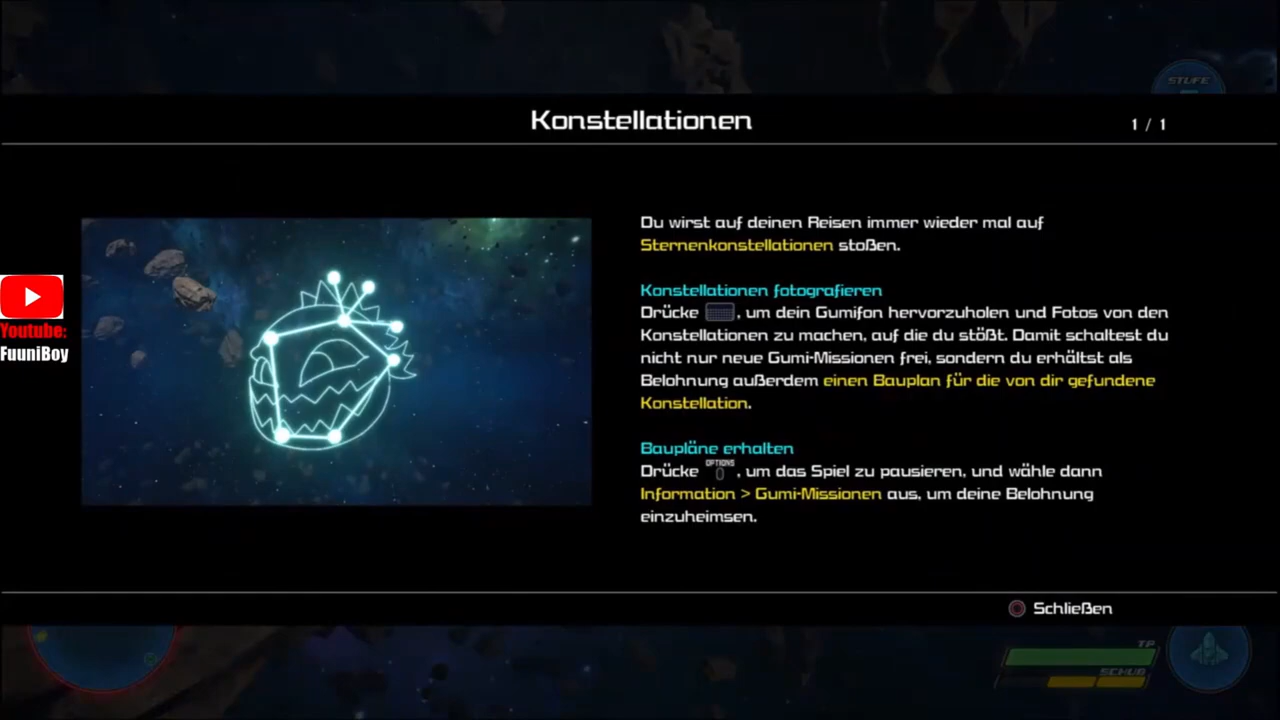 STUFE
Konstellationen
1 / 1
Du wirst auf deinen Reisen immer wieder mal auf
Sternenkonstellationen stoßen.
Konstellationen fotografieren
Drücke , um dein Gumifon hervorzuholen und Fotos von den
Konstellationen zu machen, auf die du stößt. Damit schaltest du
nicht nur neue Gumi-Missionen frei, sondern du erhältst als
Belohnung außerdem einen Bauplan für die von dir gefundene
Konstellation.
Baupläne erhalten
Drücke OPTIONS, um das Spiel zu pausieren, und wähle dann
Information > Gumi-Missionen aus, um deine Belohnung
einzuheimsen.
Youtube:
FuuniBoy
Schließen
TP
SCHUB